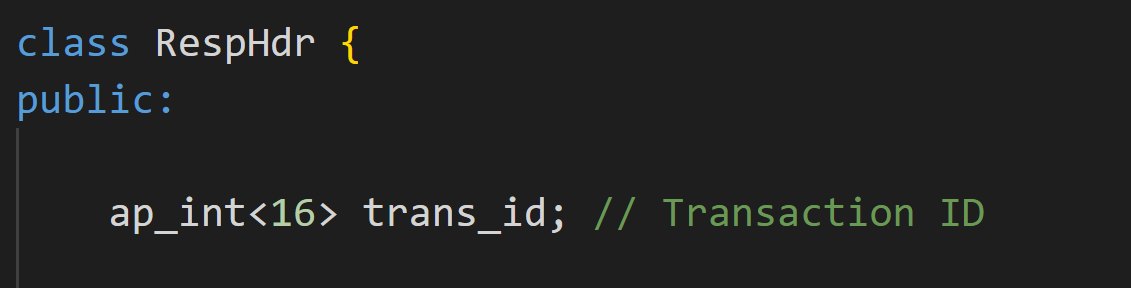 class RespHdr {
public:
ap_int<16> trans_id; // Transaction ID